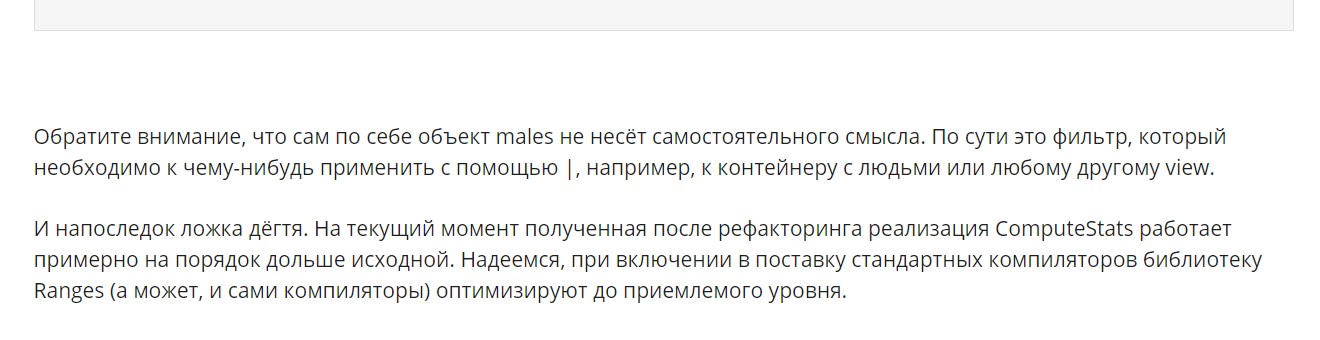 Обратите внимание, что сам по себе объект males не несёт самостоятельного смысла. По сути это фильтр, который
необходимо к чему-нибудь применить с помощью |, например, к контейнеру с людьми или любому другому view.
И напоследок ложка дёгтя. На текущий момент полученная после рефакторинга реализация ComputeStats работает
примерно на порядок дольше исходной. Надеемся, при включении в поставку стандартных компиляторов библиотеку
Ranges (а может, и сами компиляторы) оптимизируют до приемлемого уровня.